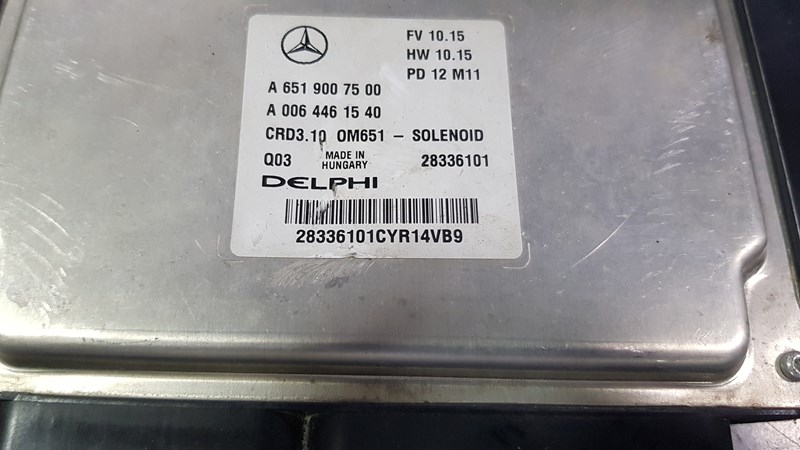 FV 10.15
HW 10.15
PD 12 M11
A 651 900 75 00
A 006 446 15 40
CRD3.10 OM651 - SOLENOID
Q03 MADE IN HUNGARY 28336101
DELPHI
28336101CYR14VB9